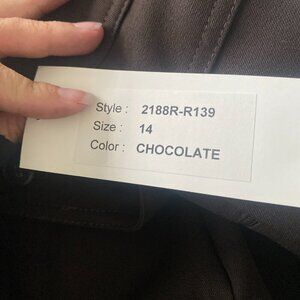 Style : 2188R-R139
Size : 14
Color : CHOCOLATE